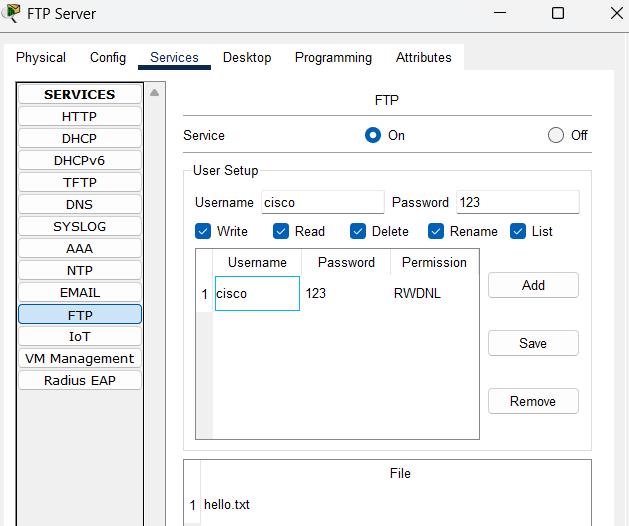 FTP Server
Physical Config Services Desktop Programming Attributes
SERVICES
HTTP
DHCP
DHCPv6
TFTP
DNS
SYSLOG
AAA
NTP
EMAIL
FTP
IoT
VM Management
Radius EAP
FTP
Service On Off
User Setup
Username cisco Password 123
Write Read Delete Rename List
Username Password Permission
1 cisco 123 RWDNL
Add
Save
Remove
File
1 hello.txt